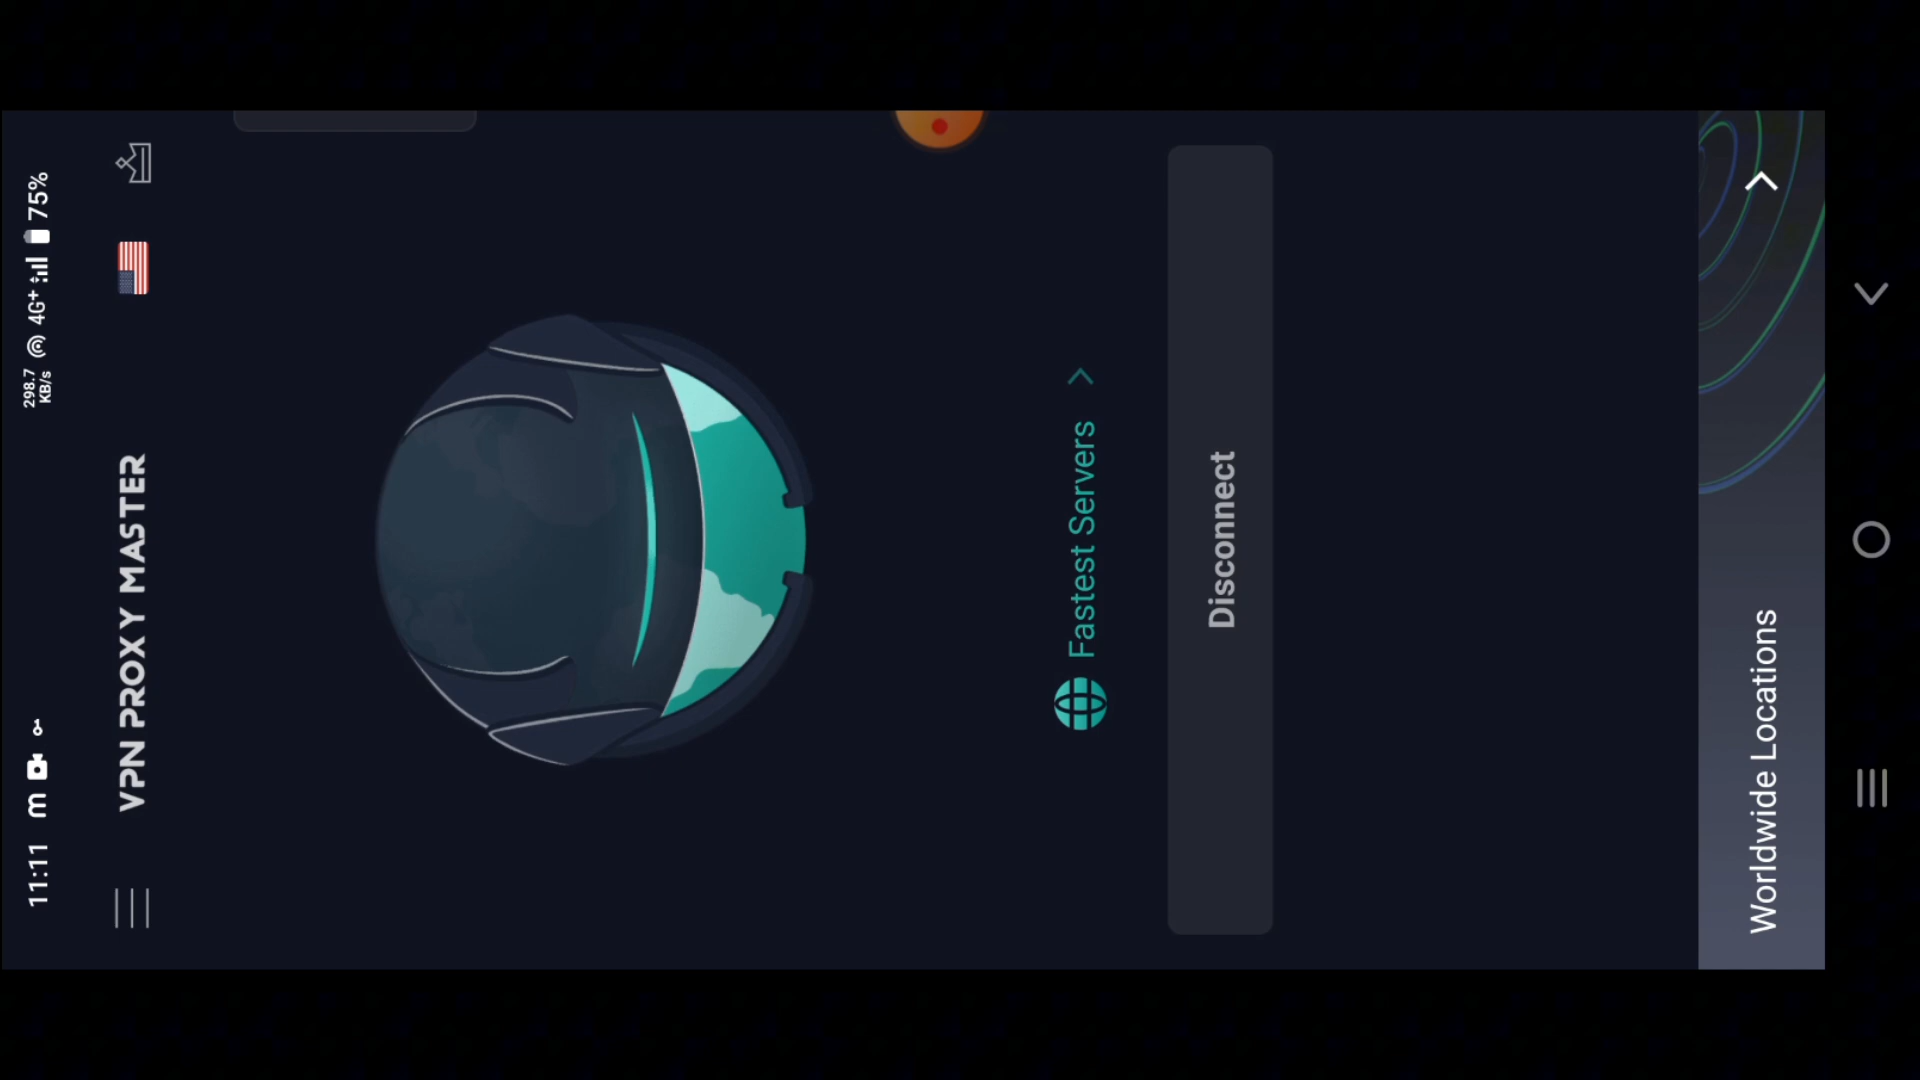 11:11 m 298.7 KB/s 4G+ 75%
VPN PROXY MASTER
Fastest Servers
Disconnect
Worldwide Locations